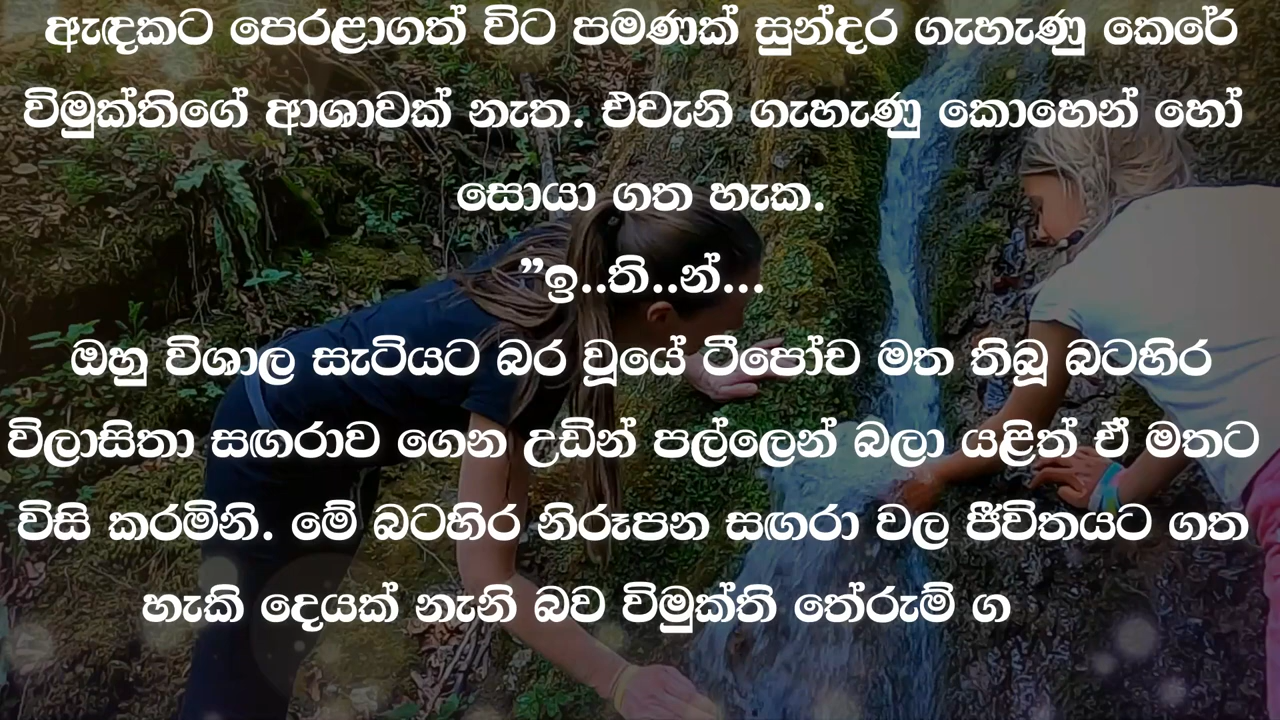 ඇඳකට පෙරළාගත් විට පමණක් සුන්දර ගැහැණු කෙරේ
විමුක්තිගේ ආශාවක් නැත. එවැනි ගැහැණු කොහෙන් හෝ
සොයා ගත හැක.
”ඉ..ති..න්...
ඔහු විශාල සැටියට බර වූයේ ටීපෝච මත තිබූ බටහිර
විලාසිතා සඟරාව ගෙන උඩින් පල්ලෙන් බලා යළිත් ඒ මතට
විසි කරමිනි. මේ බටහිර නිරූපන සඟරා වල ජීවිතයට ගත
හැකි දෙයක් නැනි බව විමුක්ති තේරුම් ග